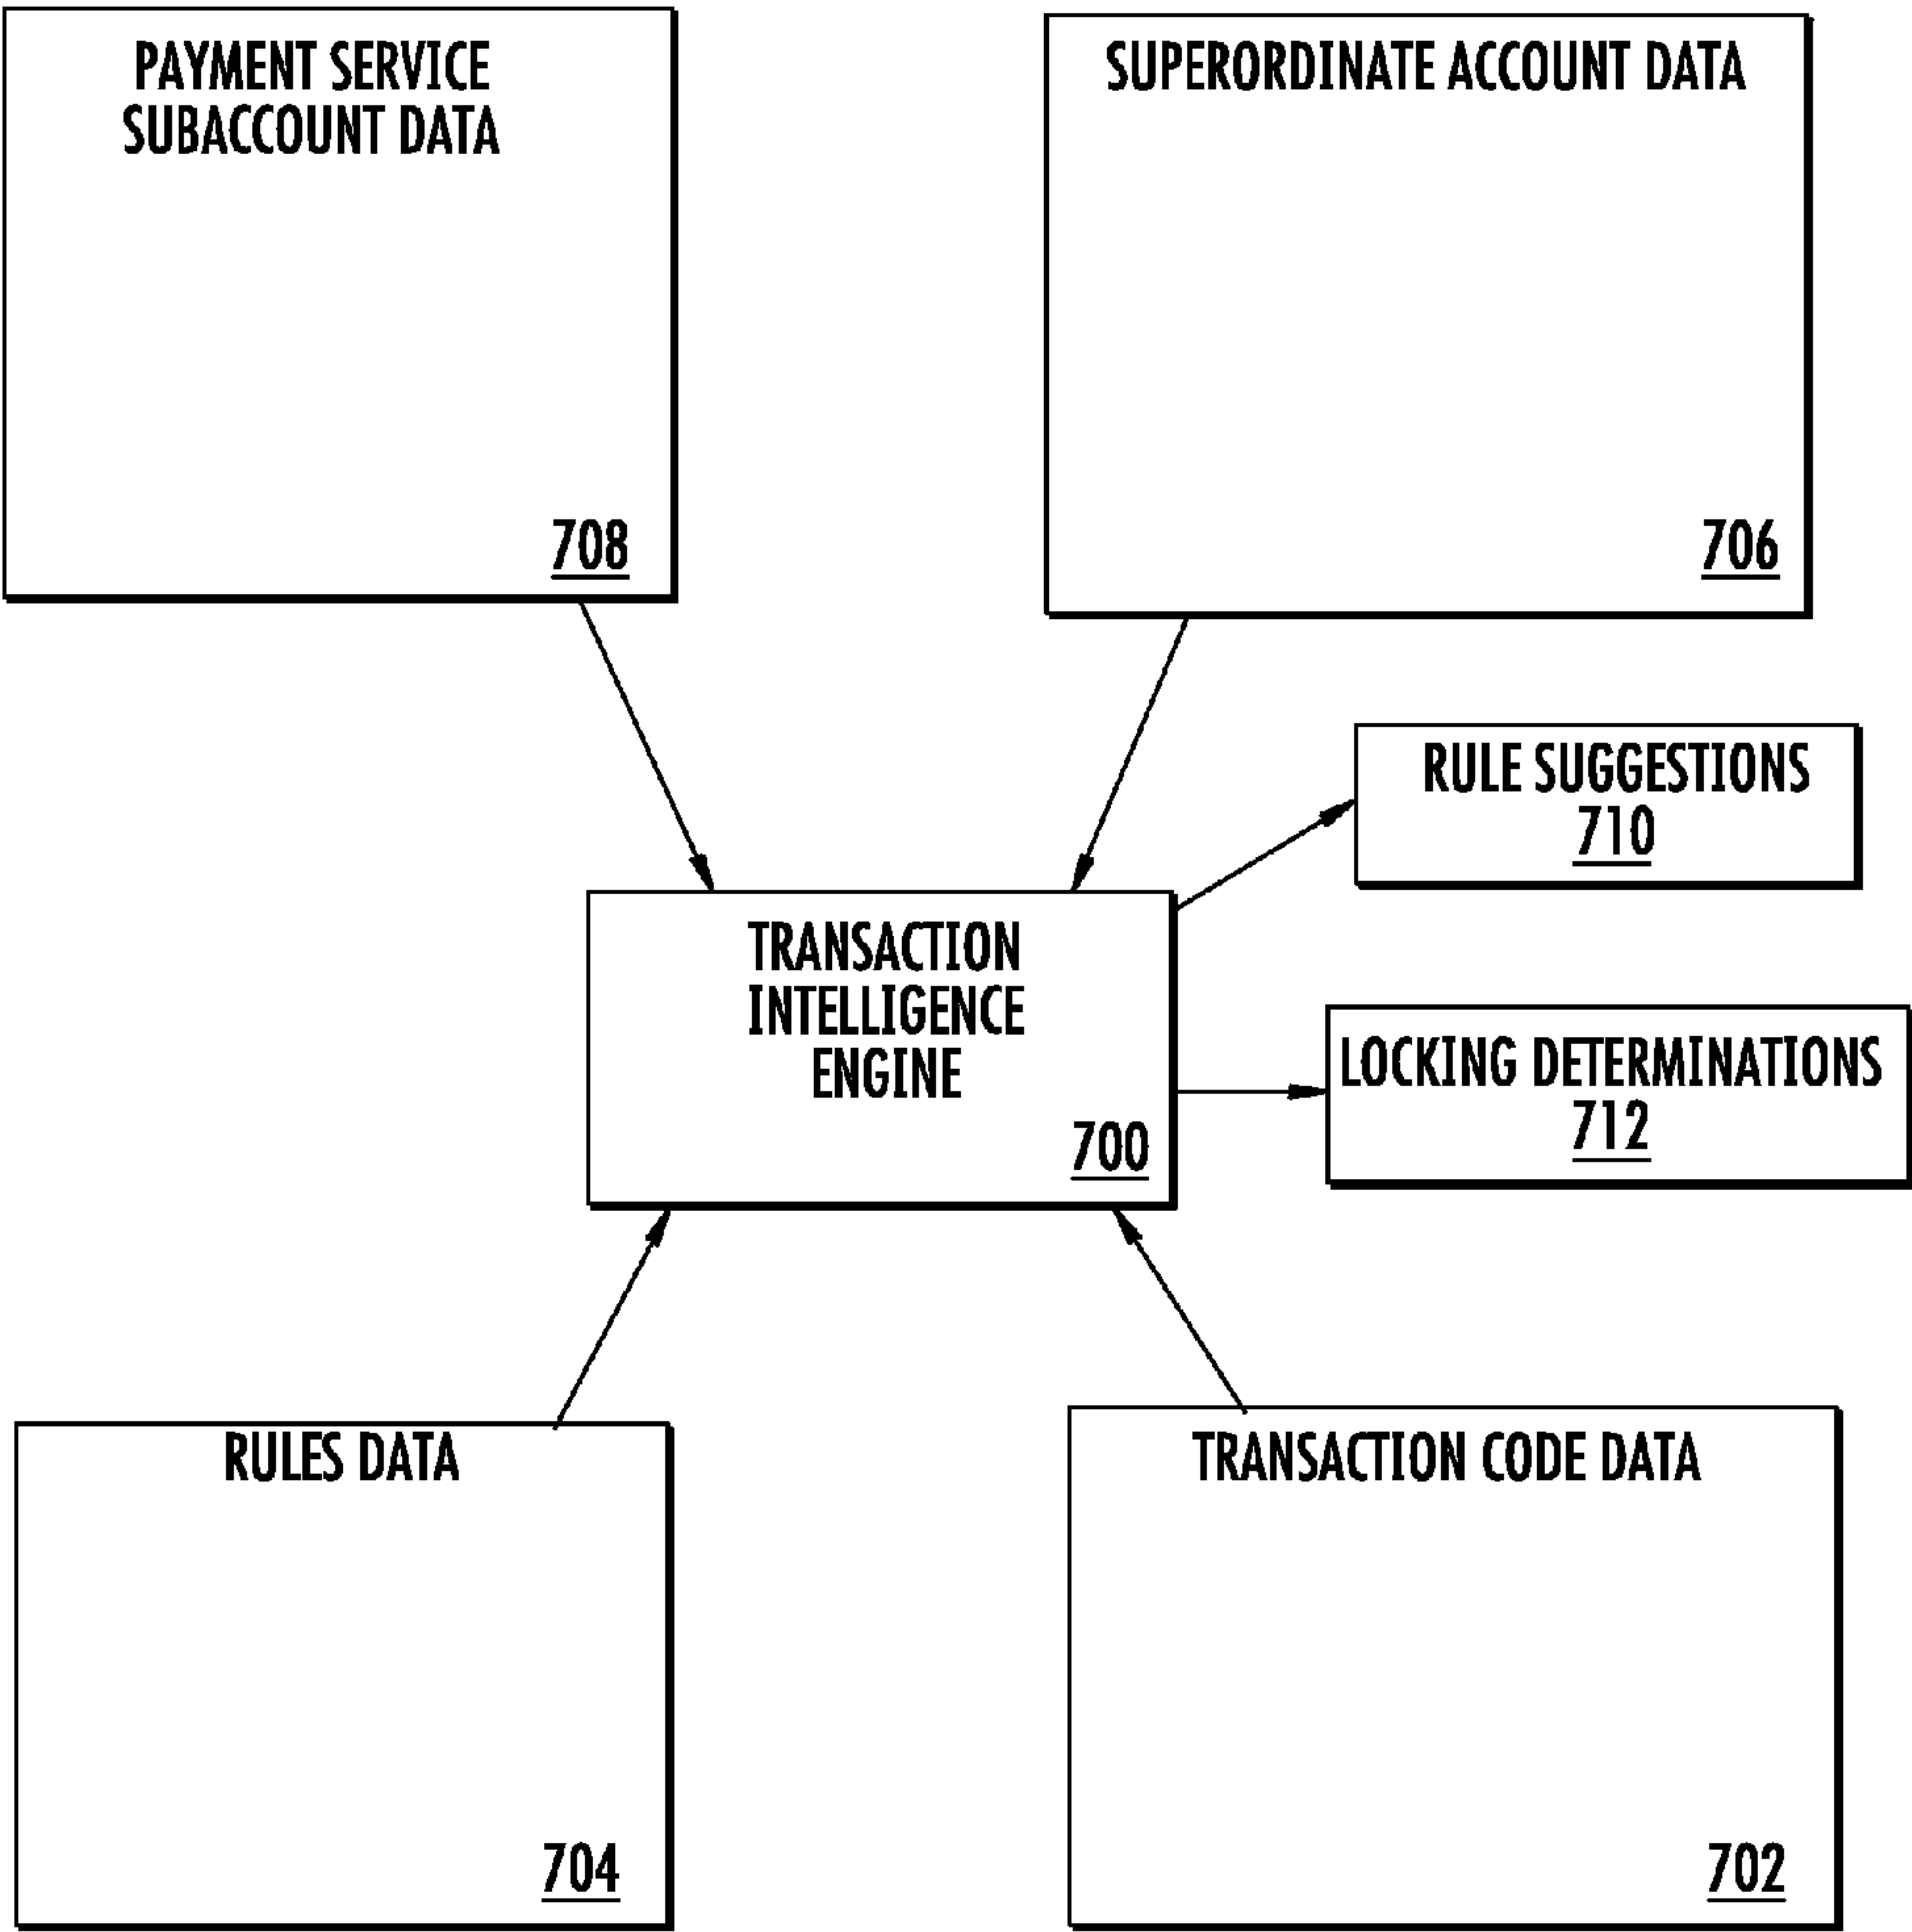 PAYMENT SERVICE
SUBACCOUNT DATA
708
SUPERORDINATE ACCOUNT DATA
706
RULE SUGGESTIONS
710
TRANSACTION
INTELLIGENCE
ENGINE
700
LOCKING DETERMINATIONS
712
RULES DATA
704
TRANSACTION CODE DATA
702